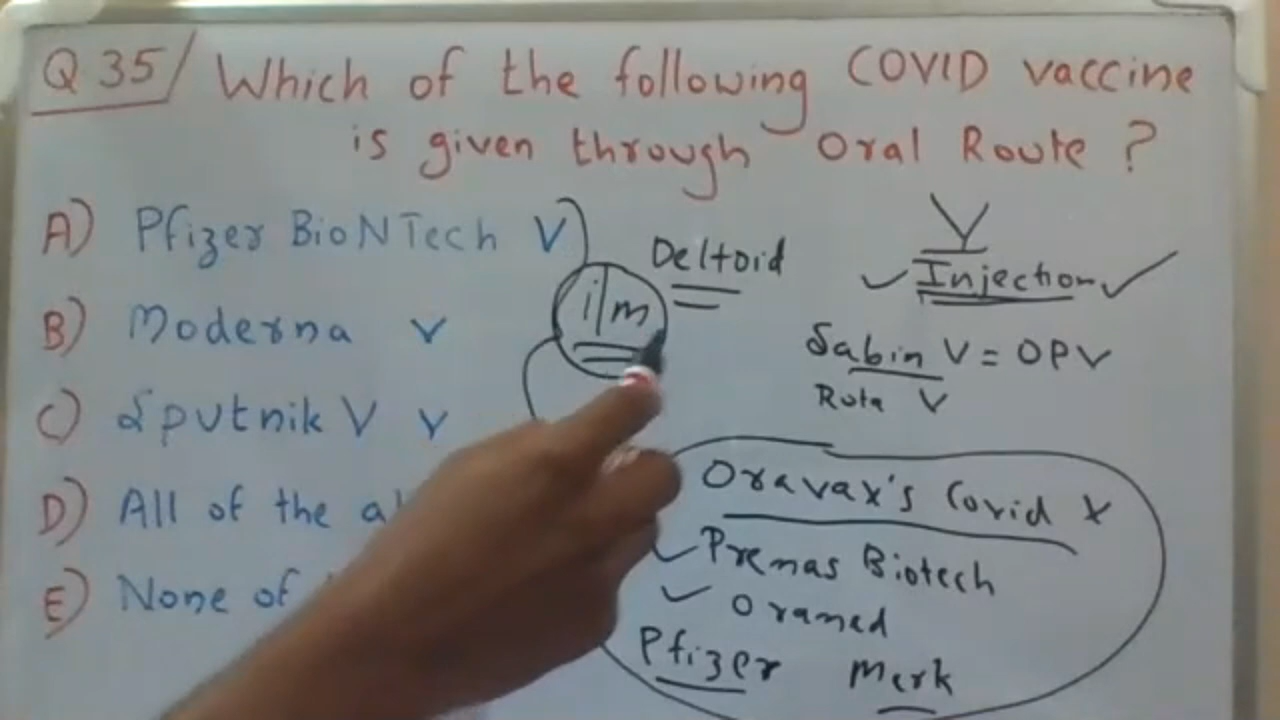 Q 35/ Which of the following COVID vaccine
is given through Oral Route ?
A) Pfizer BioNTech V
Deltoid
V
Injection
i/m
B) Moderna V
Sabin V = OPV
Rota V
C) Sputnik V V
Oravax's Covid
D) All of the
Premas Biotech
E) None of
Oramed
Pfizer Merk